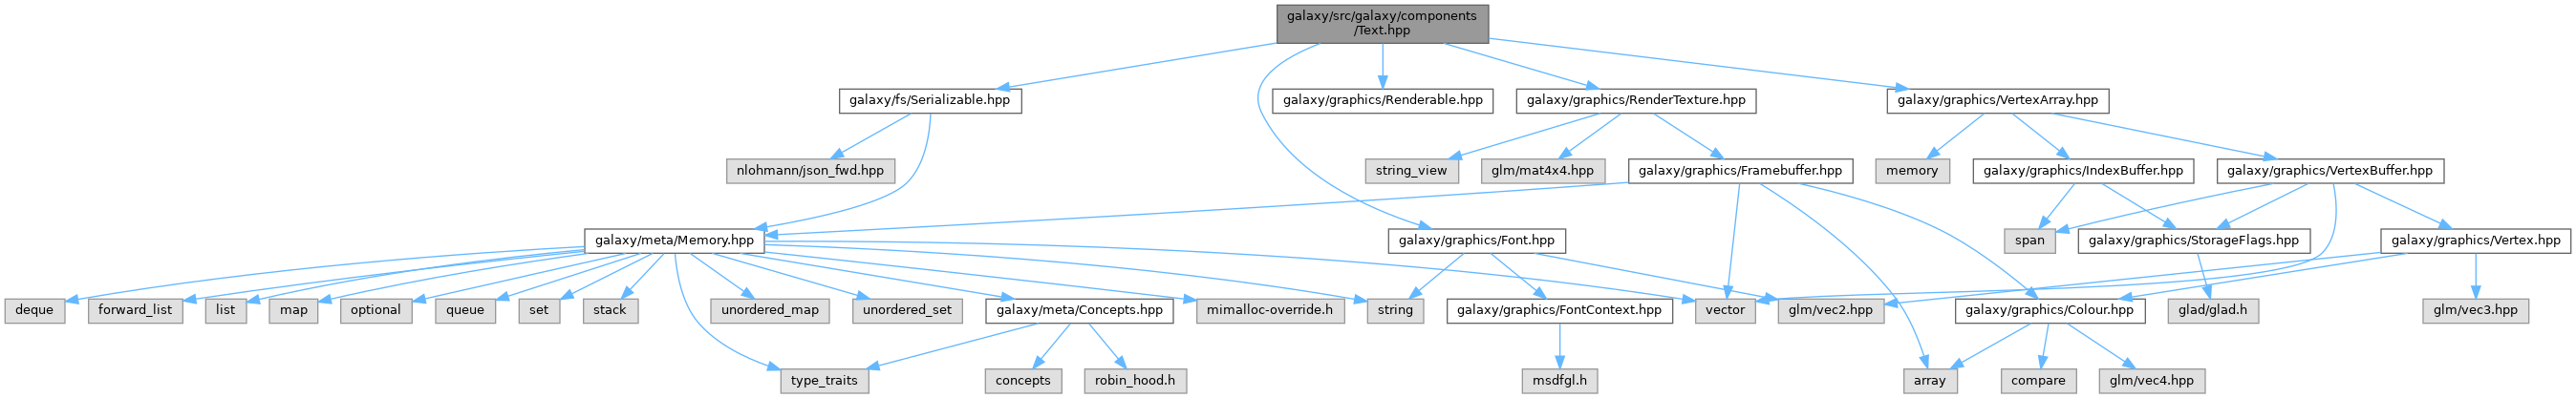 galaxy/src/galaxy/components
/Text.hpp
galaxy/fs/Serializable.hpp
galaxy/graphics/Renderable.hpp
galaxy/graphics/RenderTexture.hpp
galaxy/graphics/VertexArray.hpp
nlohmann/json_fwd.hpp
string_view
glm/mat4x4.hpp
galaxy/graphics/Framebuffer.hpp
memory
galaxy/graphics/IndexBuffer.hpp
galaxy/graphics/VertexBuffer.hpp
galaxy/meta/Memory.hpp
galaxy/graphics/Font.hpp
span
galaxy/graphics/StorageFlags.hpp
galaxy/graphics/Vertex.hpp
deque
forward_list
list
map
optional
queue
set
stack
unordered_map
unordered_set
galaxy/meta/Concepts.hpp
mimalloc-override.h
string
galaxy/graphics/FontContext.hpp
vector
glm/vec2.hpp
galaxy/graphics/Colour.hpp
glad/glad.h
glm/vec3.hpp
type_traits
concepts
robin_hood.h
msdfgl.h
array
compare
glm/vec4.hpp